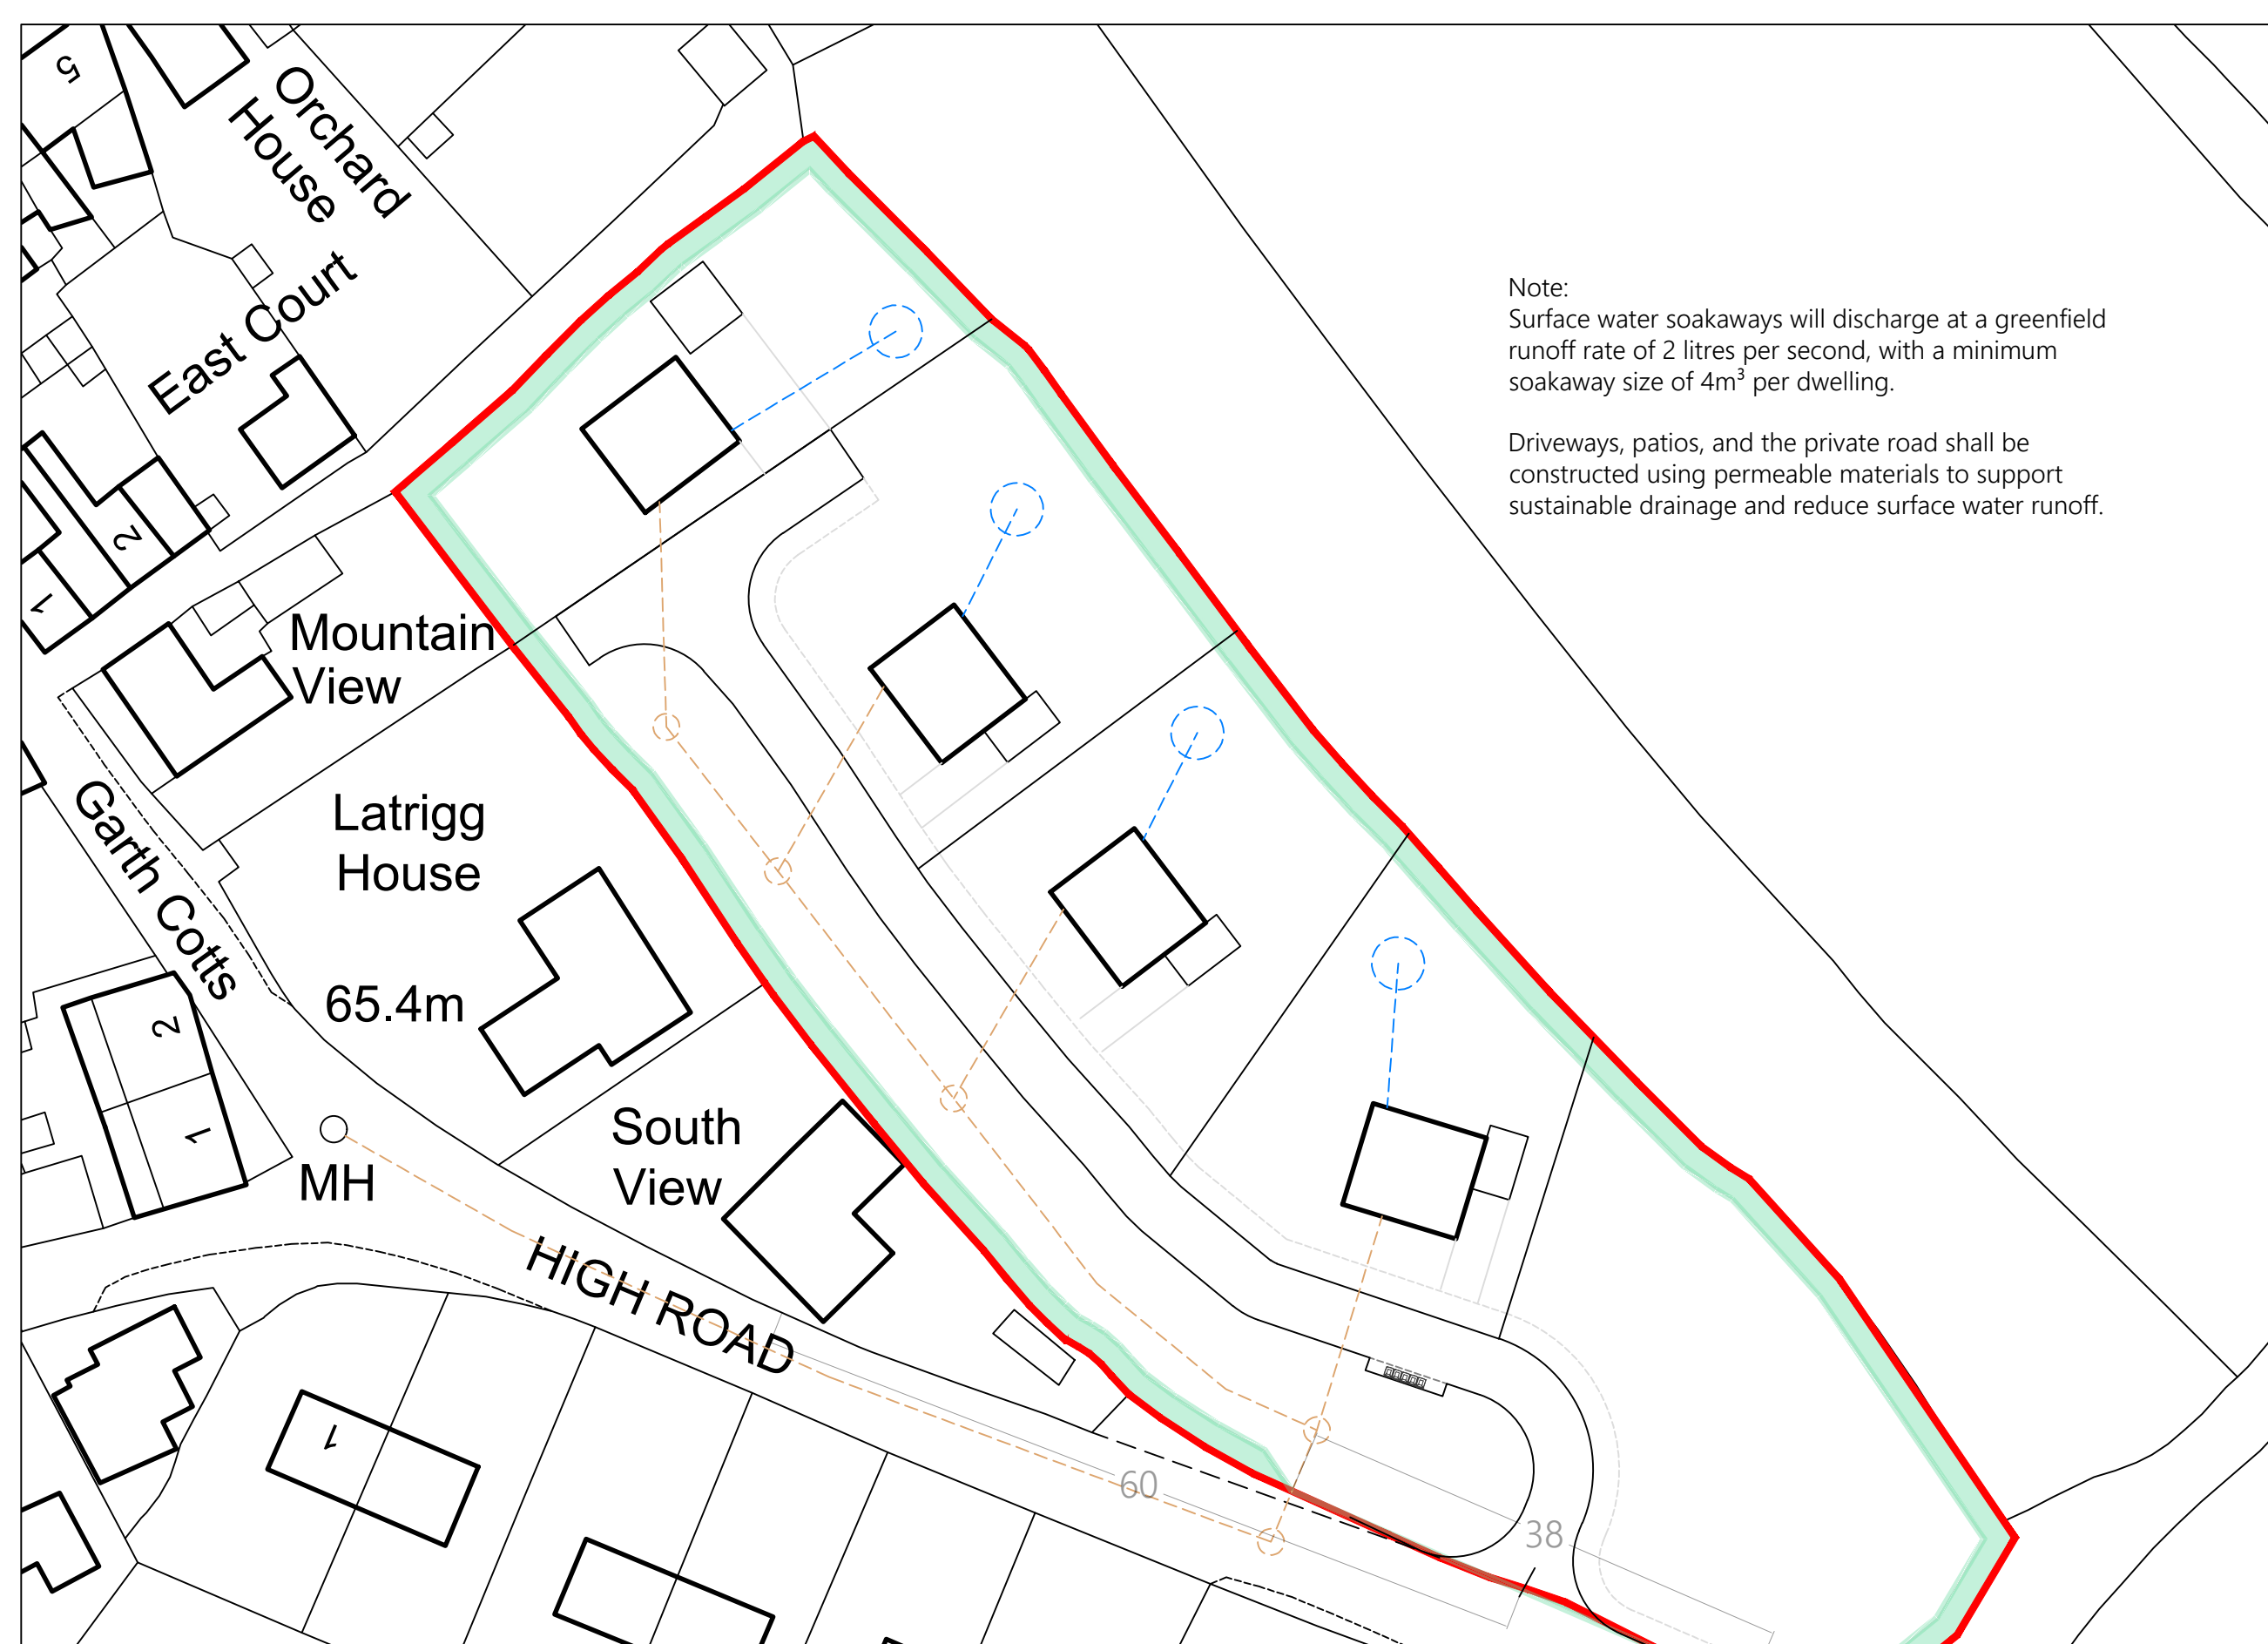 5
Orchard
House
East Court
2
1
Mountain
View
Garth Cotts
Latrigg
House
65.4m
2
1
MH
South
View
HIGH ROAD
1
60
38
Note:
Surface water soakaways will discharge at a greenfield
runoff rate of 2 litres per second, with a minimum
soakaway size of 4m³ per dwelling.
Driveways, patios, and the private road shall be
constructed using permeable materials to support
sustainable drainage and reduce surface water runoff.